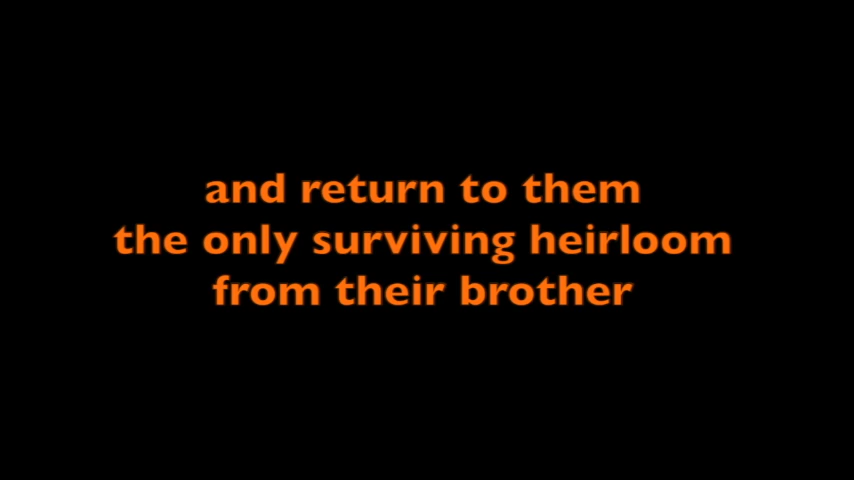 and return to them
the only surviving heirloom
from their brother